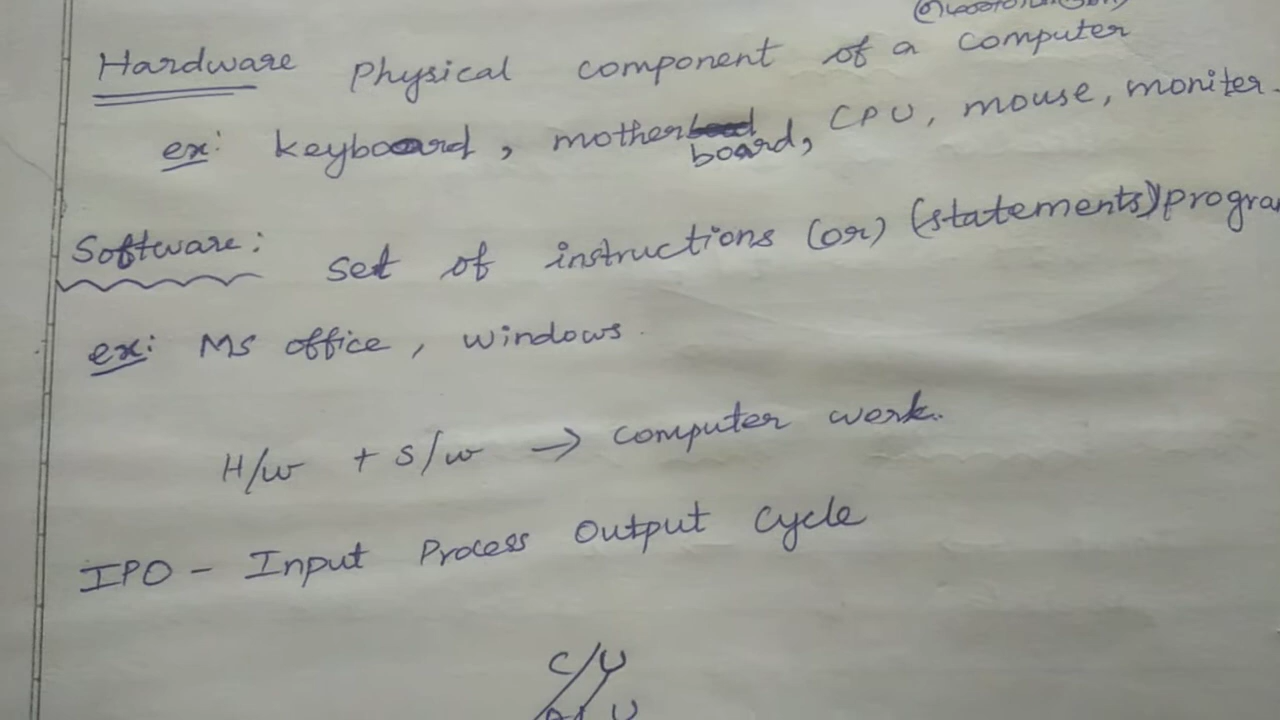 Hardware physical component of a computer
ex: keyboard, motherboard, CPU, mouse, moniter.
Software: set of instructions (or) (statements) progra
ex: MS office, windows.
H/w + s/w → computer work.
IPO - Input Process Output Cycle
C/U